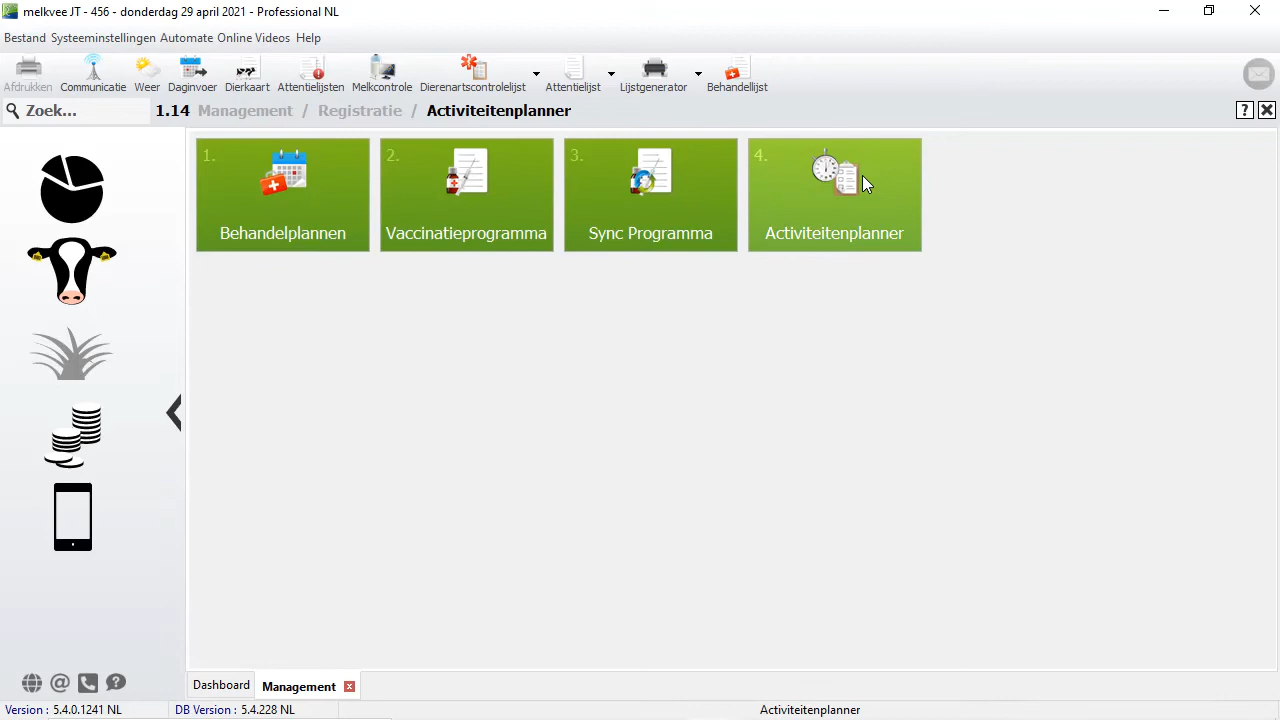 melkvee JT - 456 - donderdag 29 april 2021 - Professional NL
Bestand Systeeminstellingen Automate Online Videos Help
Afdrukken Communicatie Weer Daginvoer Dierkaart Attentielijsten Melkcontrole Dierenartscontrolelijst Attentielijst Lijstgenerator Behandellijst
Zoek... 1.14 Management / Registratie / Activiteitenplanner ?
1. 2. 3. 4.
Behandelplannen Vaccinatieprogramma Sync Programma Activiteitenplanner
Dashboard Management x
Version : 5.4.0.1241 NL DB Version : 5.4.228 NL Activiteitenplanner